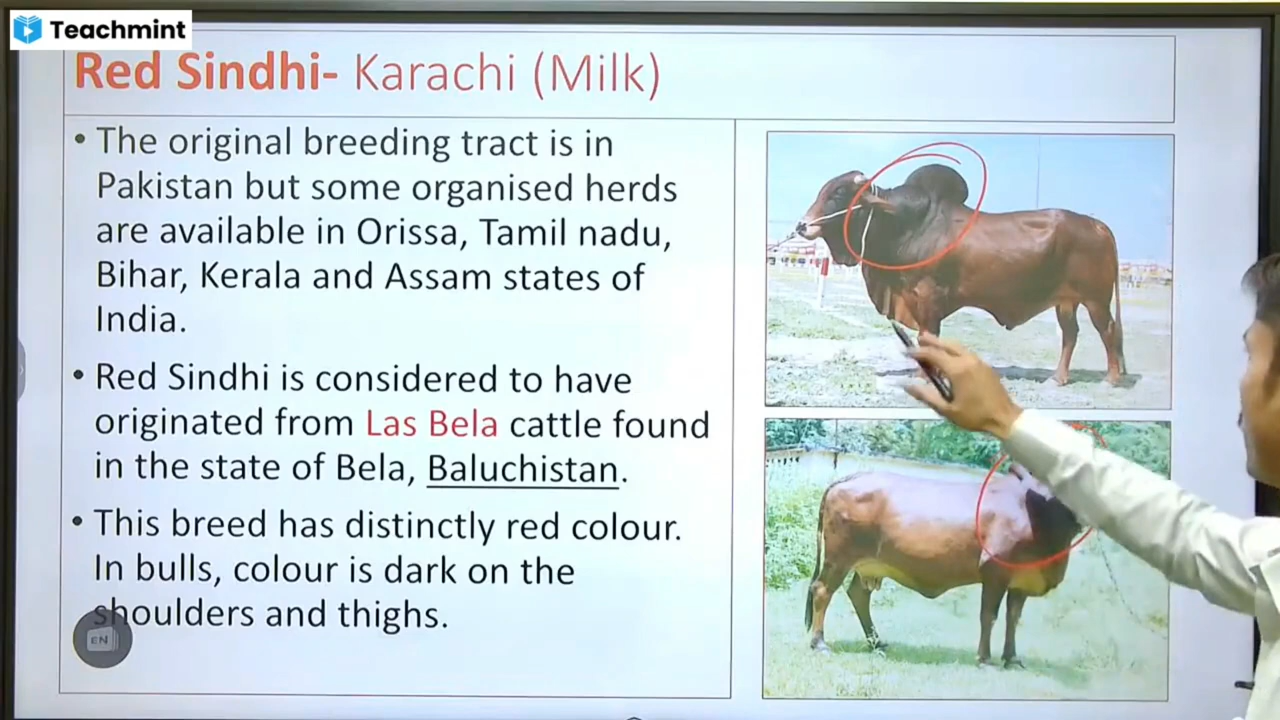 Teachmint
Red Sindhi- Karachi (Milk)
• The original breeding tract is in
Pakistan but some organised herds
are available in Orissa, Tamil nadu,
Bihar, Kerala and Assam states of
India.
• Red Sindhi is considered to have
originated from Las Bela cattle found
in the state of Bela, Baluchistan.
• This breed has distinctly red colour.
In bulls, colour is dark on the
shoulders and thighs.
EN